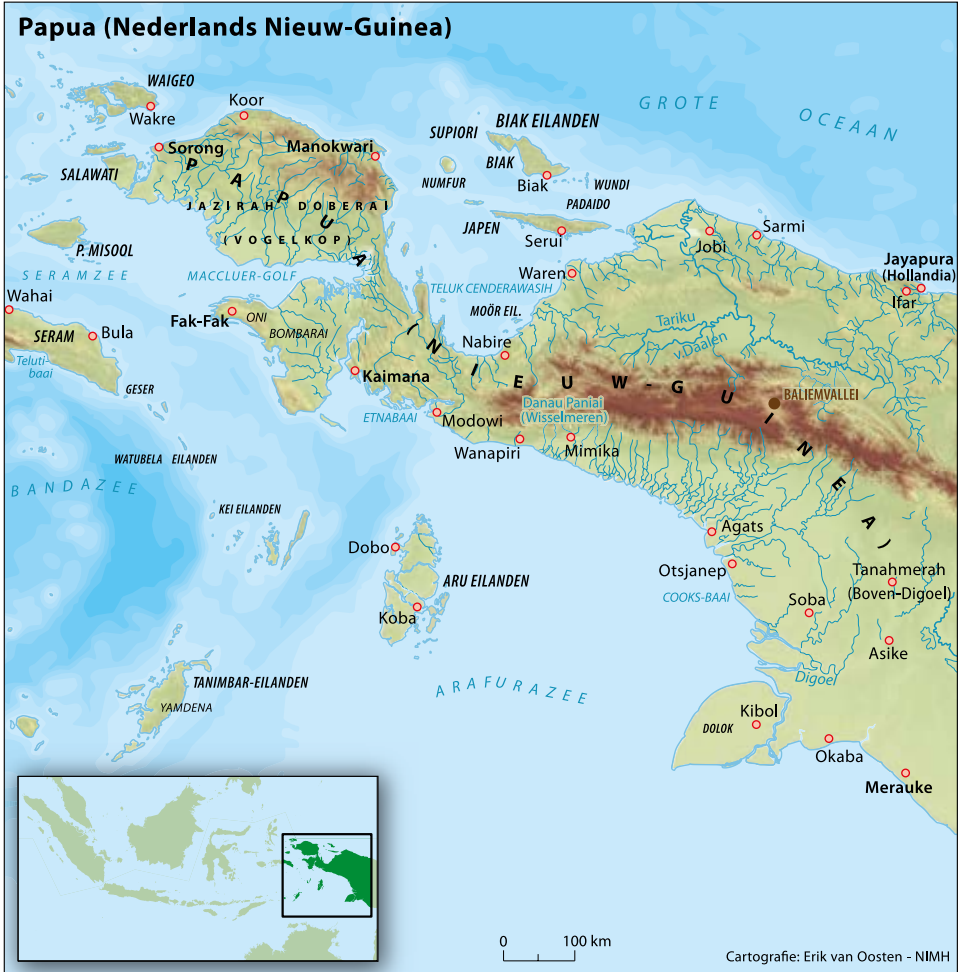 Papua (Nederlands Nieuw-Guinea)
WAIGEO
Wakre
Koor
GROTE OCEAAN
Sorong
Manokwari
SALAWATI
SUPIORI
BIAK EILANDEN
BIAK
Biak
NUMFUR
WUNDI
PADAIDO
JAZIRAH DOBERAI
(VOGELKOP)
PAPUA
(NIEUW-GUINEA)
JAPEN
Serui
Jobi
Sarmi
P. MISOOL
SERAMZEE
MACCLUER-GOLF
TELUK CENDERAWASIH
Waren
Jayapura
(Hollandia)
Ifar
Wahai
Fak-Fak
ONI
BOMBARAI
MOÖR EIL.
SERAM
Bula
Teluti-
baai
Nabire
Tariku
v.Daalen
GESER
Kaimana
ETNABAAI
Modowi
Danau Paniai
(Wisselmeren)
BALIEMVALLEI
Wanapiri
Mimika
WATUBELA EILANDEN
BANDAZEE
KEI EILANDEN
Dobo
ARU EILANDEN
Koba
Agats
Otsjanep
COOKS-BAAI
Tanahmerah
(Boven-Digoel)
Soba
Asike
Digoel
TANIMBAR-EILANDEN
YAMDENA
ARAFURAZEE
Kibol
DOLOK
Okaba
Merauke
0 100 km
Cartografie: Erik van Oosten - NIMH